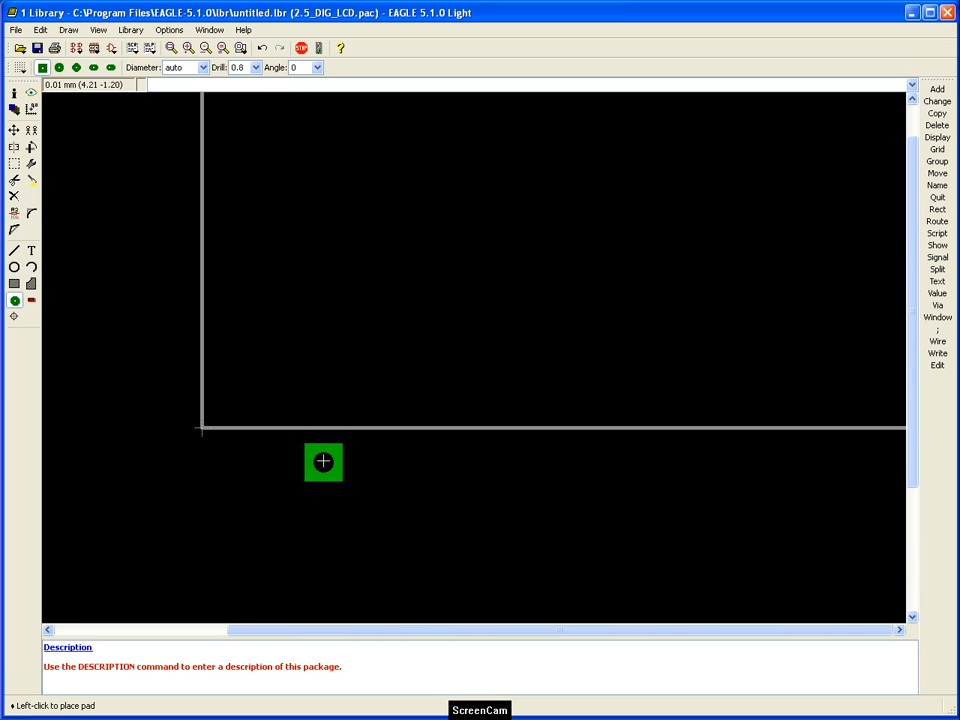 1 Library - C:\Program Files\EAGLE-5.1.0\lbr\untitled.lbr (2.5_DIG_LCD.pac) - EAGLE 5.1.0 Light
File Edit Draw View Library Options Window Help
Diameter: auto Drill: 0.8 Angle: 0
0.01 mm (4.21 -1.20)
Add
Change
Copy
Delete
Display
Grid
Group
Move
Name
Quit
Rect
Route
Script
Show
Signal
Split
Text
Value
Via
Window
;
Wire
Write
Edit
Description
Use the DESCRIPTION command to enter a description of this package.
Left-click to place pad
ScreenCam